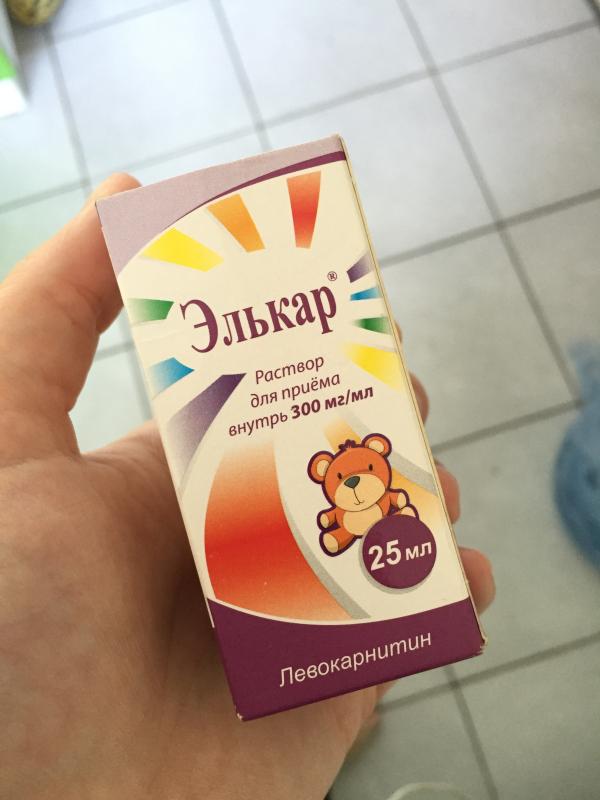 Элькар®
Раствор
для приёма
внутрь 300 мг/мл
25 мл
Левокарнитин